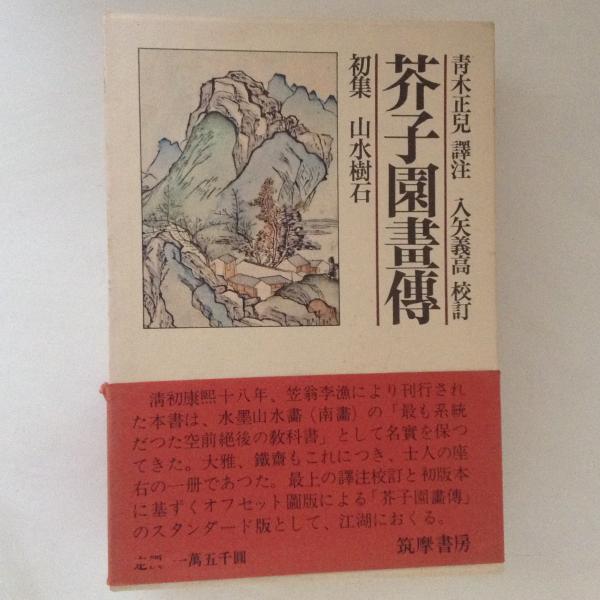 青木正兒 譯注 入矢義高 校訂
芥子園畫傳
初集 山水樹石
清初康熙十八年、笠翁李漁により刊行され
た本書は、水墨山水畵（南畵）の「最も系統
だつた空前絶後の敎科書」として名實を保つ
てきた。大雅、鐵齋もこれにつき、士人の座
右の一册であつた。最上の譯注校訂と初版本
に基ずくオフセット圖版による「芥子園畫傳」
のスタンダード版として、江湖におくる。
定價 一萬五千圓
筑摩書房